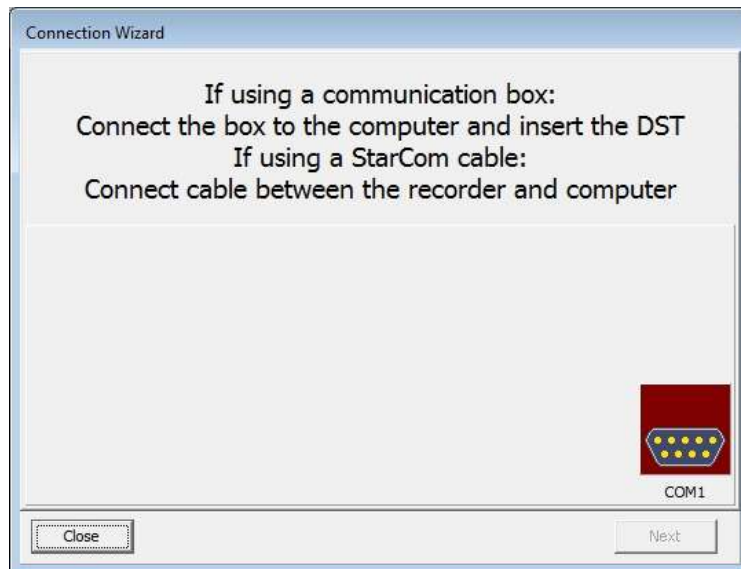 Connection Wizard
If using a communication box:
Connect the box to the computer and insert the DST
If using a StarCom cable:
Connect cable between the recorder and computer
COM1
Close
Next